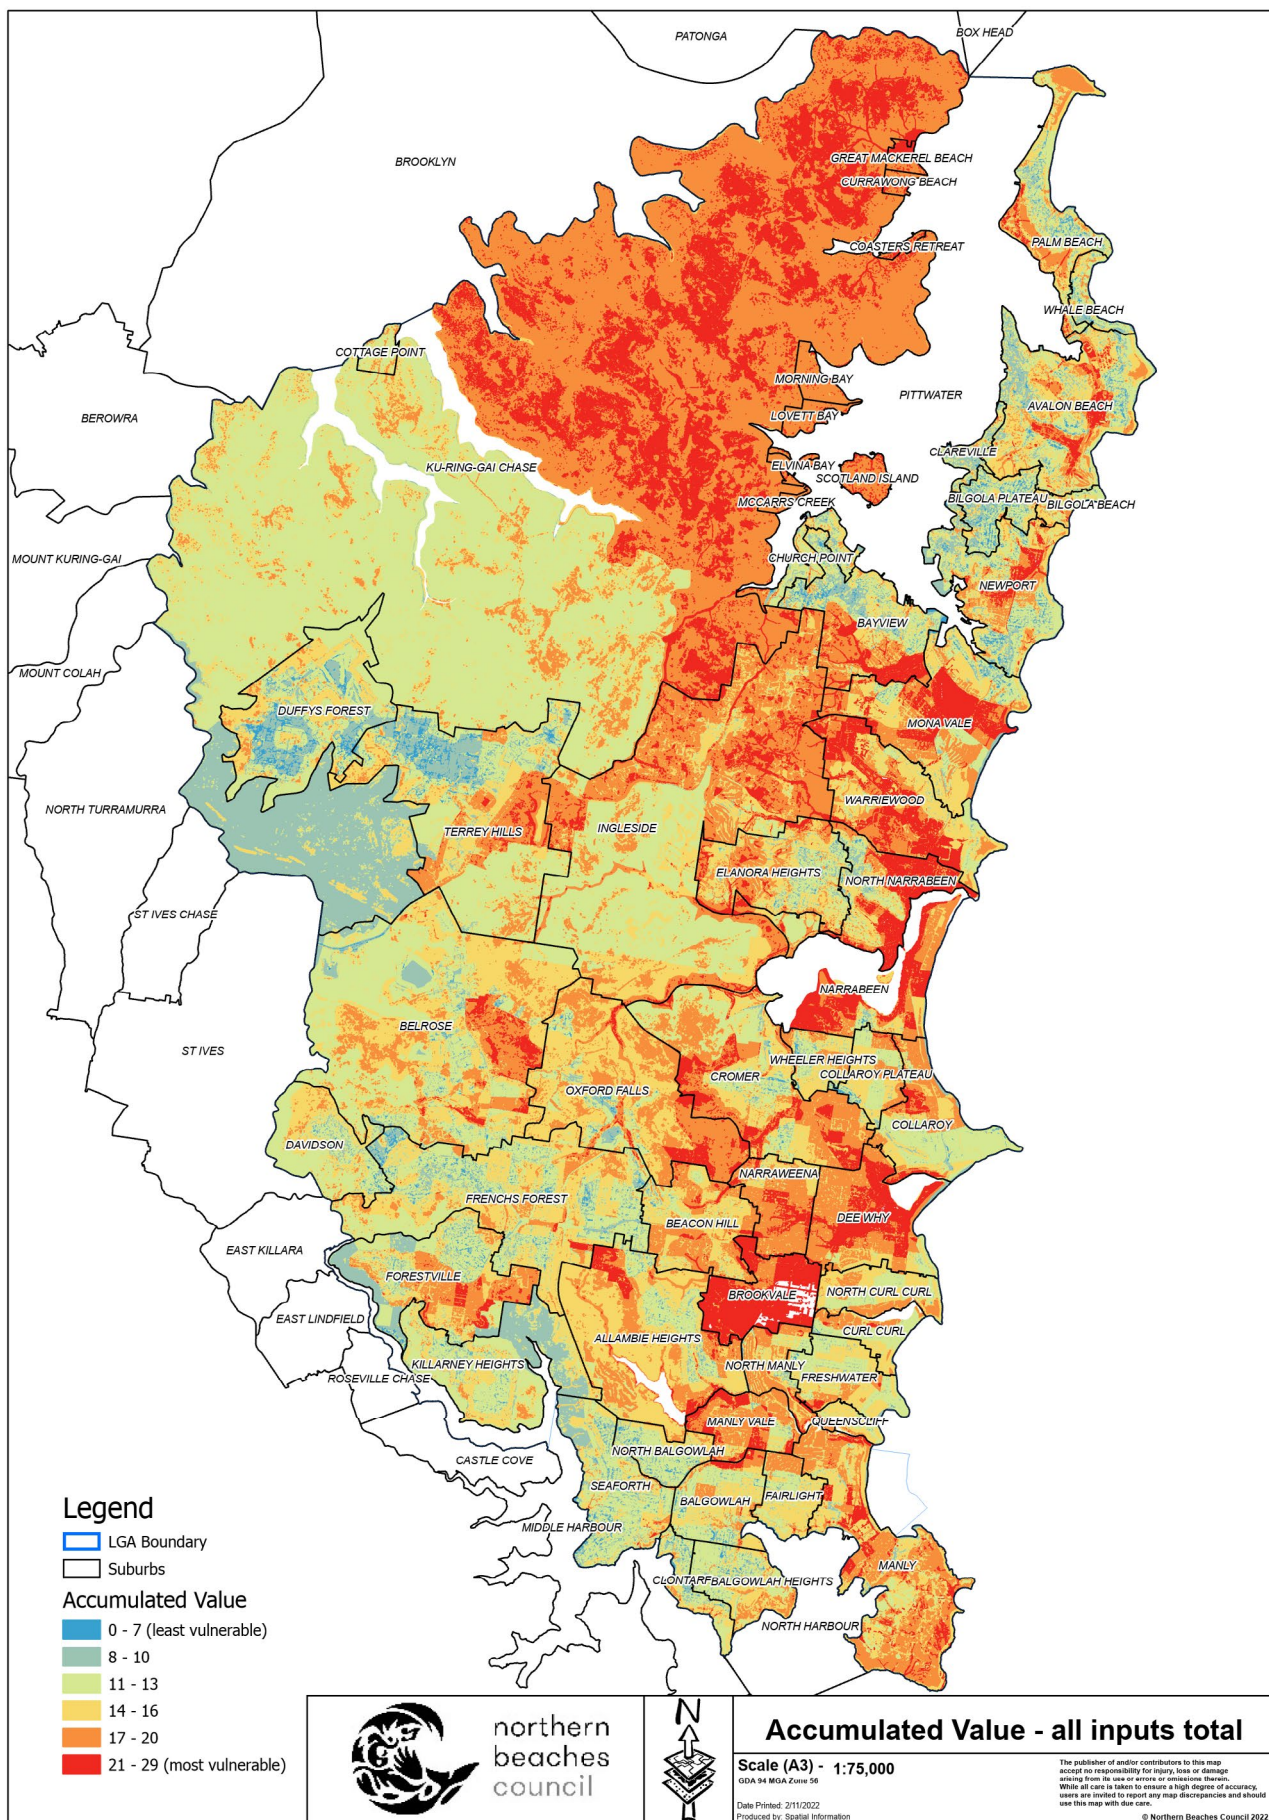 PATONGA
BOX HEAD
BROOKLYN
GREAT MACKEREL BEACH
CURRAWONG BEACH
COASTERS RETREAT
PALM BEACH
WHALE BEACH
COTTAGE POINT
MORNING BAY
PITTWATER
BEROWRA
LOVETT BAY
AVALON BEACH
CLAREVILLE
KU-RING-GAI CHASE
ELVINA BAY
SCOTLAND ISLAND
BILGOLA PLATEAU
MCCARRS CREEK
BILGOLA BEACH
MOUNT KURING-GAI
CHURCH POINT
NEWPORT
BAYVIEW
MOUNT COLAH
DUFFYS FOREST
MONA VALE
NORTH TURRAMURRA
WARRIEWOOD
TERREY HILLS
INGLESIDE
ELANORA HEIGHTS
NORTH NARRABEEN
ST IVES CHASE
NARRABEEN
BELROSE
ST IVES
WHEELER HEIGHTS
CROMER
COLLAROY PLATEAU
OXFORD FALLS
COLLAROY
DAVIDSON
NARRAWEENA
FRENCHS FOREST
BEACON HILL
DEE WHY
EAST KILLARA
FORESTVILLE
BROOKVALE
NORTH CURL CURL
EAST LINDFIELD
CURL CURL
ALLAMBIE HEIGHTS
KILLARNEY HEIGHTS
NORTH MANLY
ROSEVILLE CHASE
FRESHWATER
MANLY VALE
QUEENSCLIFF
NORTH BALGOWLAH
CASTLE COVE
SEAFORTH
FAIRLIGHT
BALGOWLAH
MIDDLE HARBOUR
MANLY
CLONTARF
BALGOWLAH HEIGHTS
NORTH HARBOUR
Legend
LGA Boundary
Suburbs
Accumulated Value
0 - 7 (least vulnerable)
8 - 10
11 - 13
14 - 16
17 - 20
21 - 29 (most vulnerable)
northern
beaches
council
N
Accumulated Value - all inputs total
Scale (A3) - 1:75,000
GDA 94 MGA Zone 56
Date Printed: 2/11/2022
Produced by: Spatial Information
The publisher of and/or contributors to this map
accept no responsibility for injury, loss or damage
arising from its use or errors or omissions therein.
While all care is taken to ensure a high degree of accuracy,
users are invited to report any map discrepancies and should
use this map with due care.
© Northern Beaches Council 2022